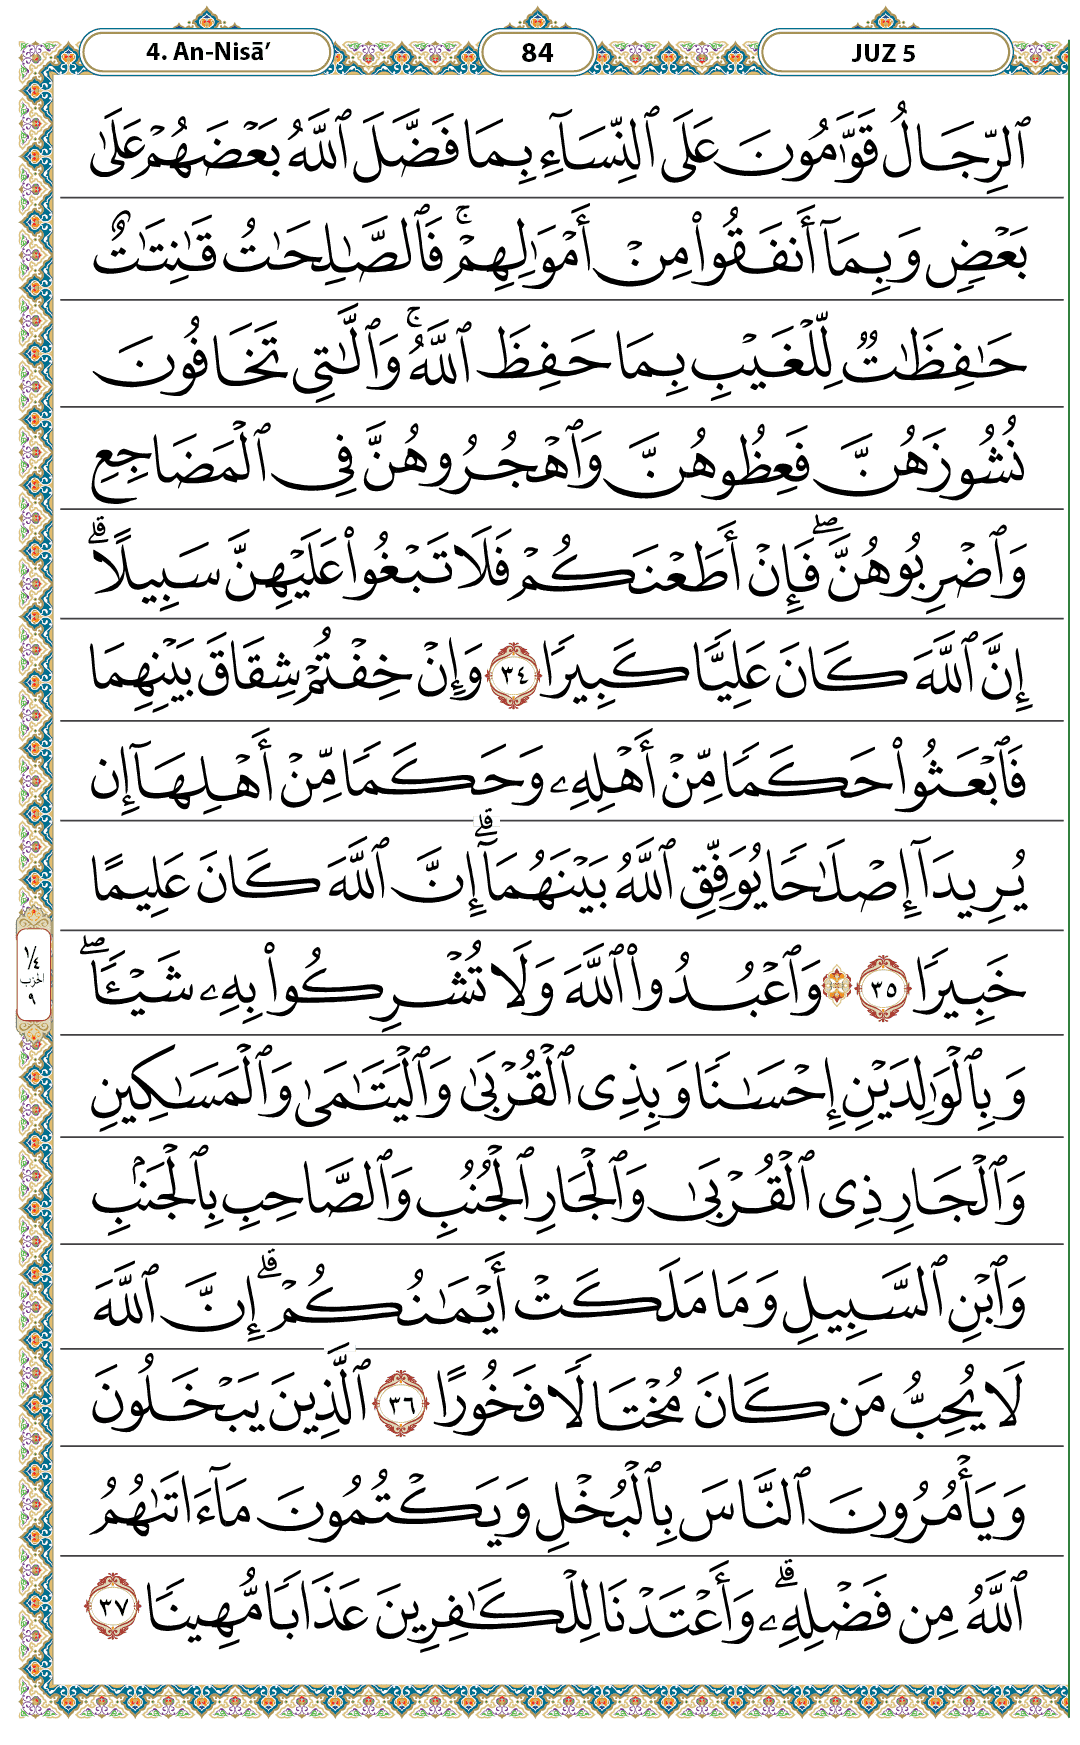 4. An-Nisā’ 84 JUZ 5
ٱلرِّجَالُ قَوَّٰمُونَ عَلَى ٱلنِّسَآءِ بِمَا فَضَّلَ ٱللَّهُ بَعْضَهُمْ عَلَىٰ
بَعْضٍ وَبِمَآ أَنفَقُوا۟ مِنْ أَمْوَٰلِهِمْ ۚ فَٱلصَّٰلِحَٰتُ قَٰنِتَٰتٌ
حَٰفِظَٰتٌ لِّلْغَيْبِ بِمَا حَفِظَ ٱللَّهُ ۚ وَٱلَّٰتِى تَخَافُونَ
نُشُوزَهُنَّ فَعِظُوهُنَّ وَٱهْجُرُوهُنَّ فِى ٱلْمَضَاجِعِ
وَٱضْرِبُوهُنَّ ۖ فَإِنْ أَطَعْنَكُمْ فَلَا تَبْغُوا۟ عَلَيْهِنَّ سَبِيلًا ۗ
إِنَّ ٱللَّهَ كَانَ عَلِيًّا كَبِيرًا ٣٤ وَإِنْ خِفْتُمْ شِقَاقَ بَيْنِهِمَا
فَٱبْعَثُوا۟ حَكَمًا مِّنْ أَهْلِهِۦ وَحَكَمًا مِّنْ أَهْلِهَآ إِن
يُرِيدَآ إِصْلَٰحًا يُوَفِّقِ ٱللَّهُ بَيْنَهُمَآ ۗ إِنَّ ٱللَّهَ كَانَ عَلِيمًا
خَبِيرًا ٣٥ ۞ وَٱعْبُدُوا۟ ٱللَّهَ وَلَا تُشْرِكُوا۟ بِهِۦ شَيْـًٔا ۖ
١/٤
الحزب
٩
وَبِٱلْوَٰلِدَيْنِ إِحْسَٰنًا وَبِذِى ٱلْقُرْبَىٰ وَٱلْيَتَٰمَىٰ وَٱلْمَسَٰكِينِ
وَٱلْجَارِ ذِى ٱلْقُرْبَىٰ وَٱلْجَارِ ٱلْجُنُبِ وَٱلصَّاحِبِ بِٱلْجَنۢبِ
وَٱبْنِ ٱلسَّبِيلِ وَمَا مَلَكَتْ أَيْمَٰنُكُمْ ۗ إِنَّ ٱللَّهَ
لَا يُحِبُّ مَن كَانَ مُخْتَالًا فَخُورًا ٣٦ ٱلَّذِينَ يَبْخَلُونَ
وَيَأْمُرُونَ ٱلنَّاسَ بِٱلْبُخْلِ وَيَكْتُمُونَ مَآ ءَاتَىٰهُمُ
ٱللَّهُ مِن فَضْلِهِۦ ۗ وَأَعْتَدْنَا لِلْكَٰفِرِينَ عَذَابًا مُّهِينًا ٣٧